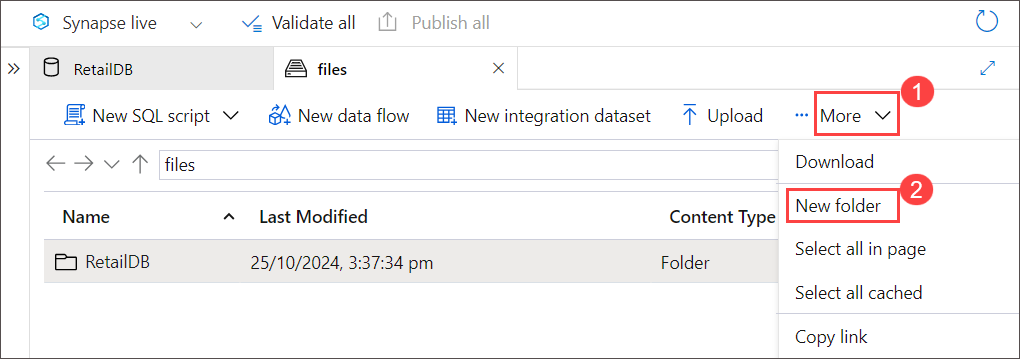 Synapse live Validate all Publish all
RetailDB files
1
New SQL script New data flow New integration dataset Upload ··· More
files
Download
2
New folder
Name Last Modified Content Type
Select all in page
RetailDB 25/10/2024, 3:37:34 pm Folder
Select all cached
Copy link